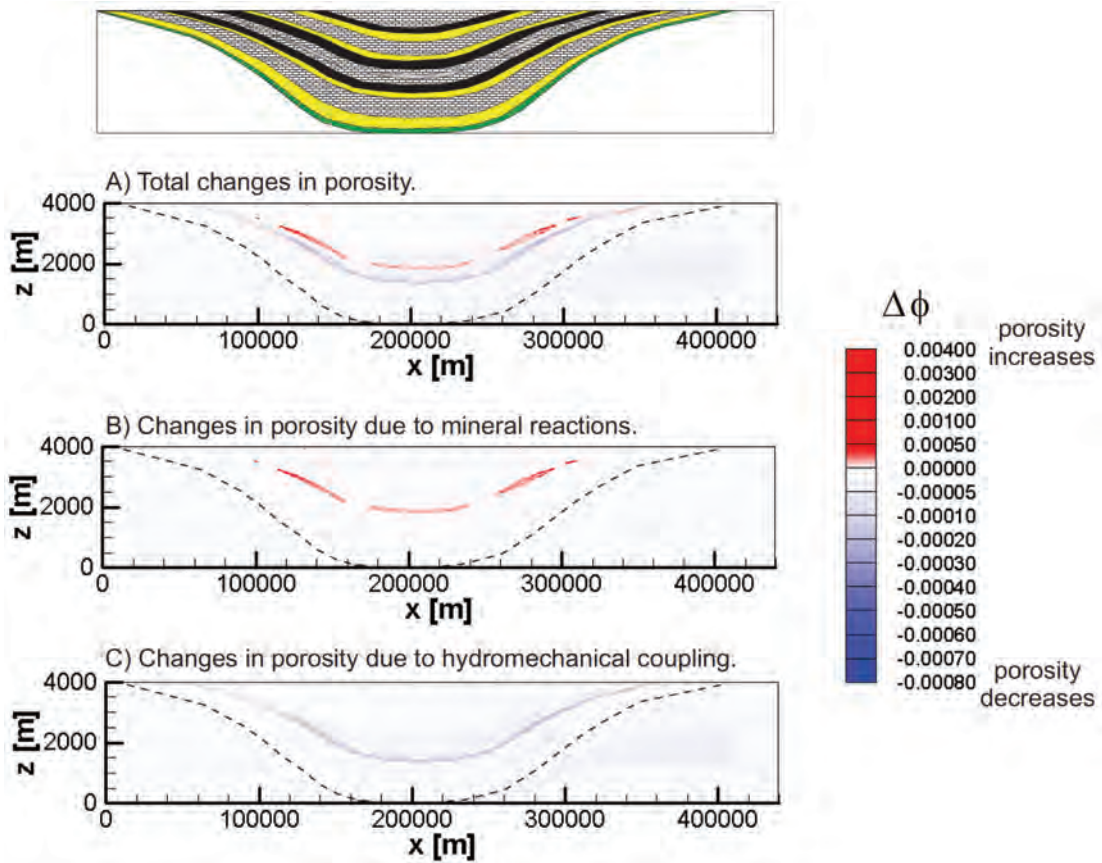 A) Total changes in porosity.
4000
2000
0
z [m]
0 100000 200000 300000 400000
x [m]
B) Changes in porosity due to mineral reactions.
4000
2000
0
z [m]
0 100000 200000 300000 400000
x [m]
C) Changes in porosity due to hydromechanical coupling.
4000
2000
0
z [m]
0 100000 200000 300000 400000
x [m]
Δϕ
porosity
increases
0.00400
0.00300
0.00200
0.00100
0.00050
0.00000
-0.00005
-0.00010
-0.00020
-0.00030
-0.00040
-0.00050
-0.00060
-0.00070
-0.00080
porosity
decreases